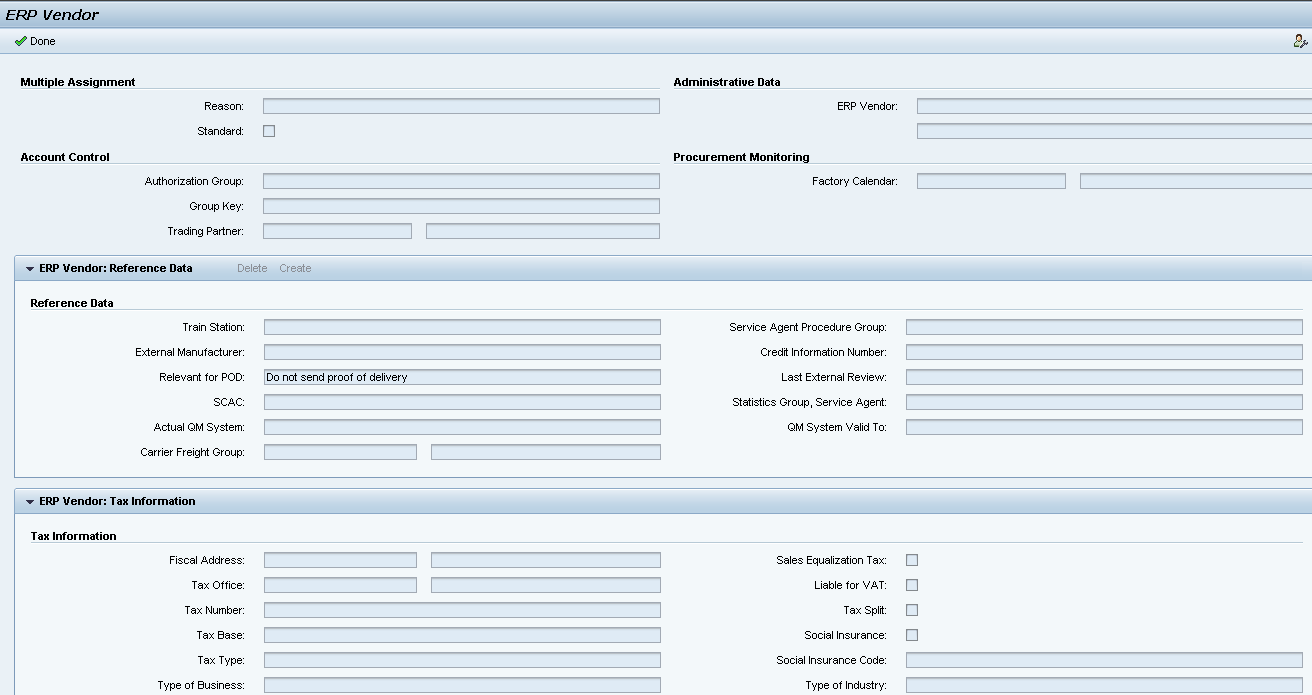 ERP Vendor
Done
Multiple Assignment
Reason:
Standard:
Administrative Data
ERP Vendor:
Account Control
Authorization Group:
Group Key:
Trading Partner:
Procurement Monitoring
Factory Calendar:
ERP Vendor: Reference Data Delete Create
Reference Data
Train Station:
External Manufacturer:
Relevant for POD: Do not send proof of delivery
SCAC:
Actual QM System:
Carrier Freight Group:
Service Agent Procedure Group:
Credit Information Number:
Last External Review:
Statistics Group, Service Agent:
QM System Valid To:
ERP Vendor: Tax Information
Tax Information
Fiscal Address:
Tax Office:
Tax Number:
Tax Base:
Tax Type:
Type of Business:
Sales Equalization Tax:
Liable for VAT:
Tax Split:
Social Insurance:
Social Insurance Code:
Type of Industry: